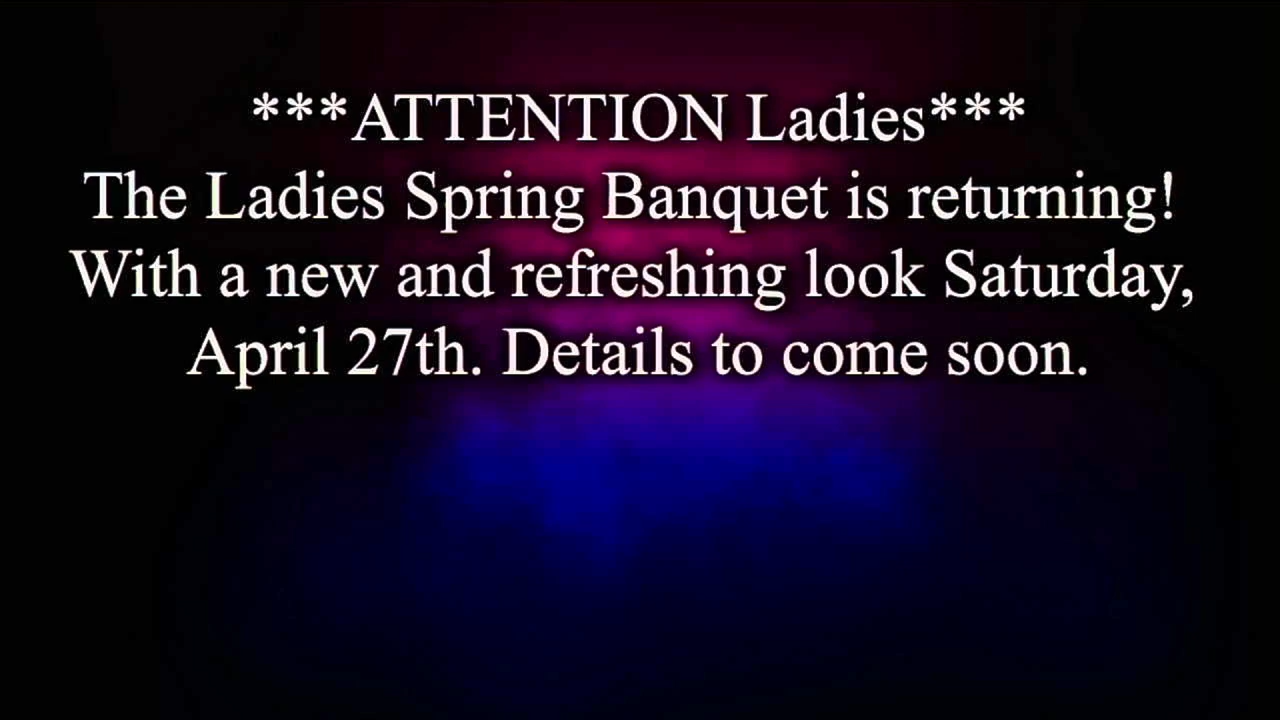 ***ATTENTION Ladies***
The Ladies Spring Banquet is returning!
With a new and refreshing look Saturday,
April 27th. Details to come soon.